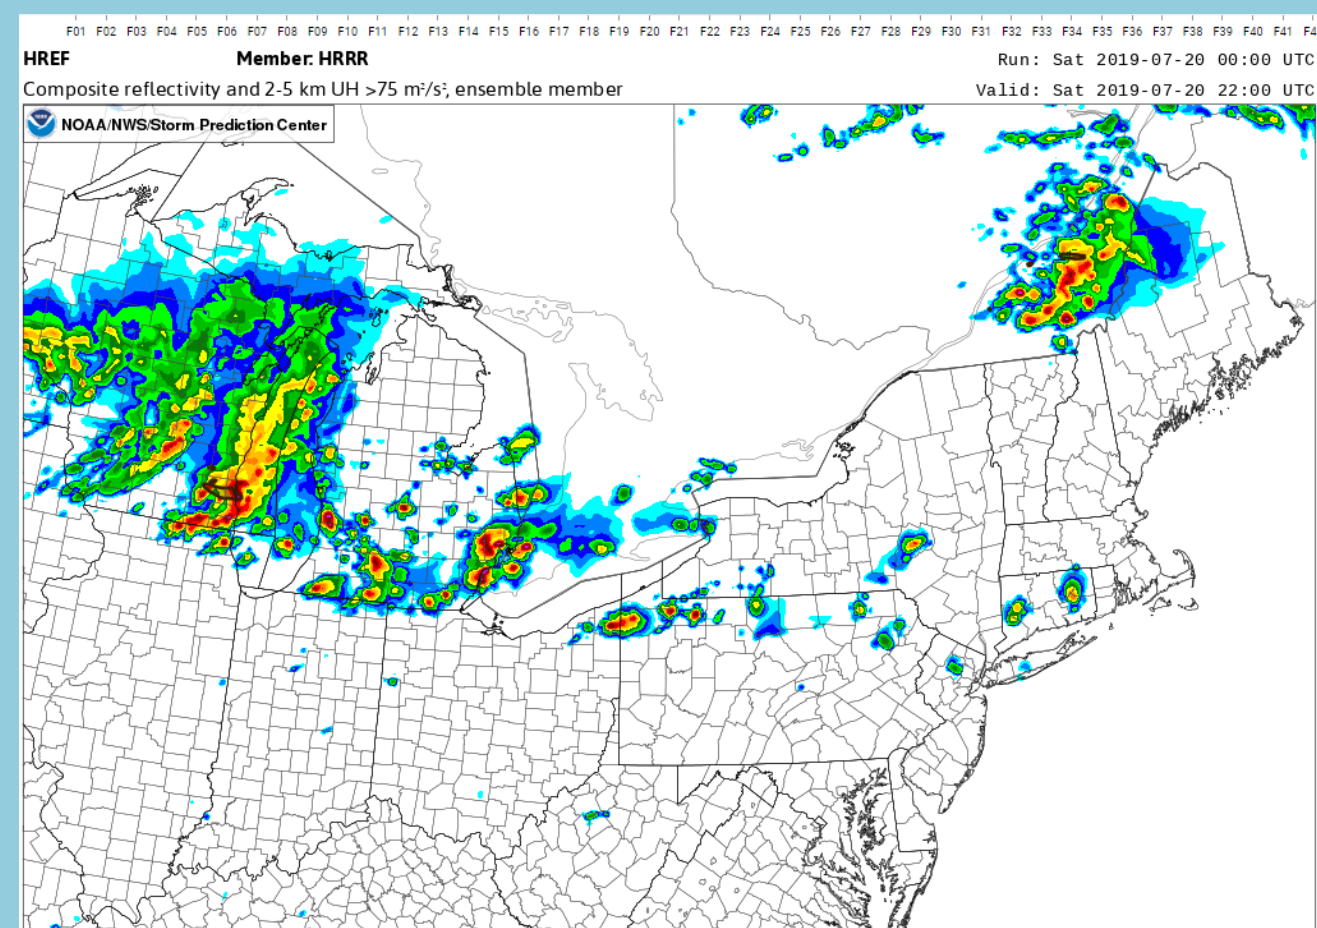 F01 F02 F03 F04 F05 F06 F07 F08 F09 F10 F11 F12 F13 F14 F15 F16 F17 F18 F19 F20 F21 F22 F23 F24 F25 F26 F27 F28 F29 F30 F31 F32 F33 F34 F35 F36 F37 F38 F39 F40 F41 F4
HREF Member: HRRR Run: Sat 2019-07-20 00:00 UTC
Composite reflectivity and 2-5 km UH >75 m²/s², ensemble member Valid: Sat 2019-07-20 22:00 UTC
NOAA/NWS/Storm Prediction Center